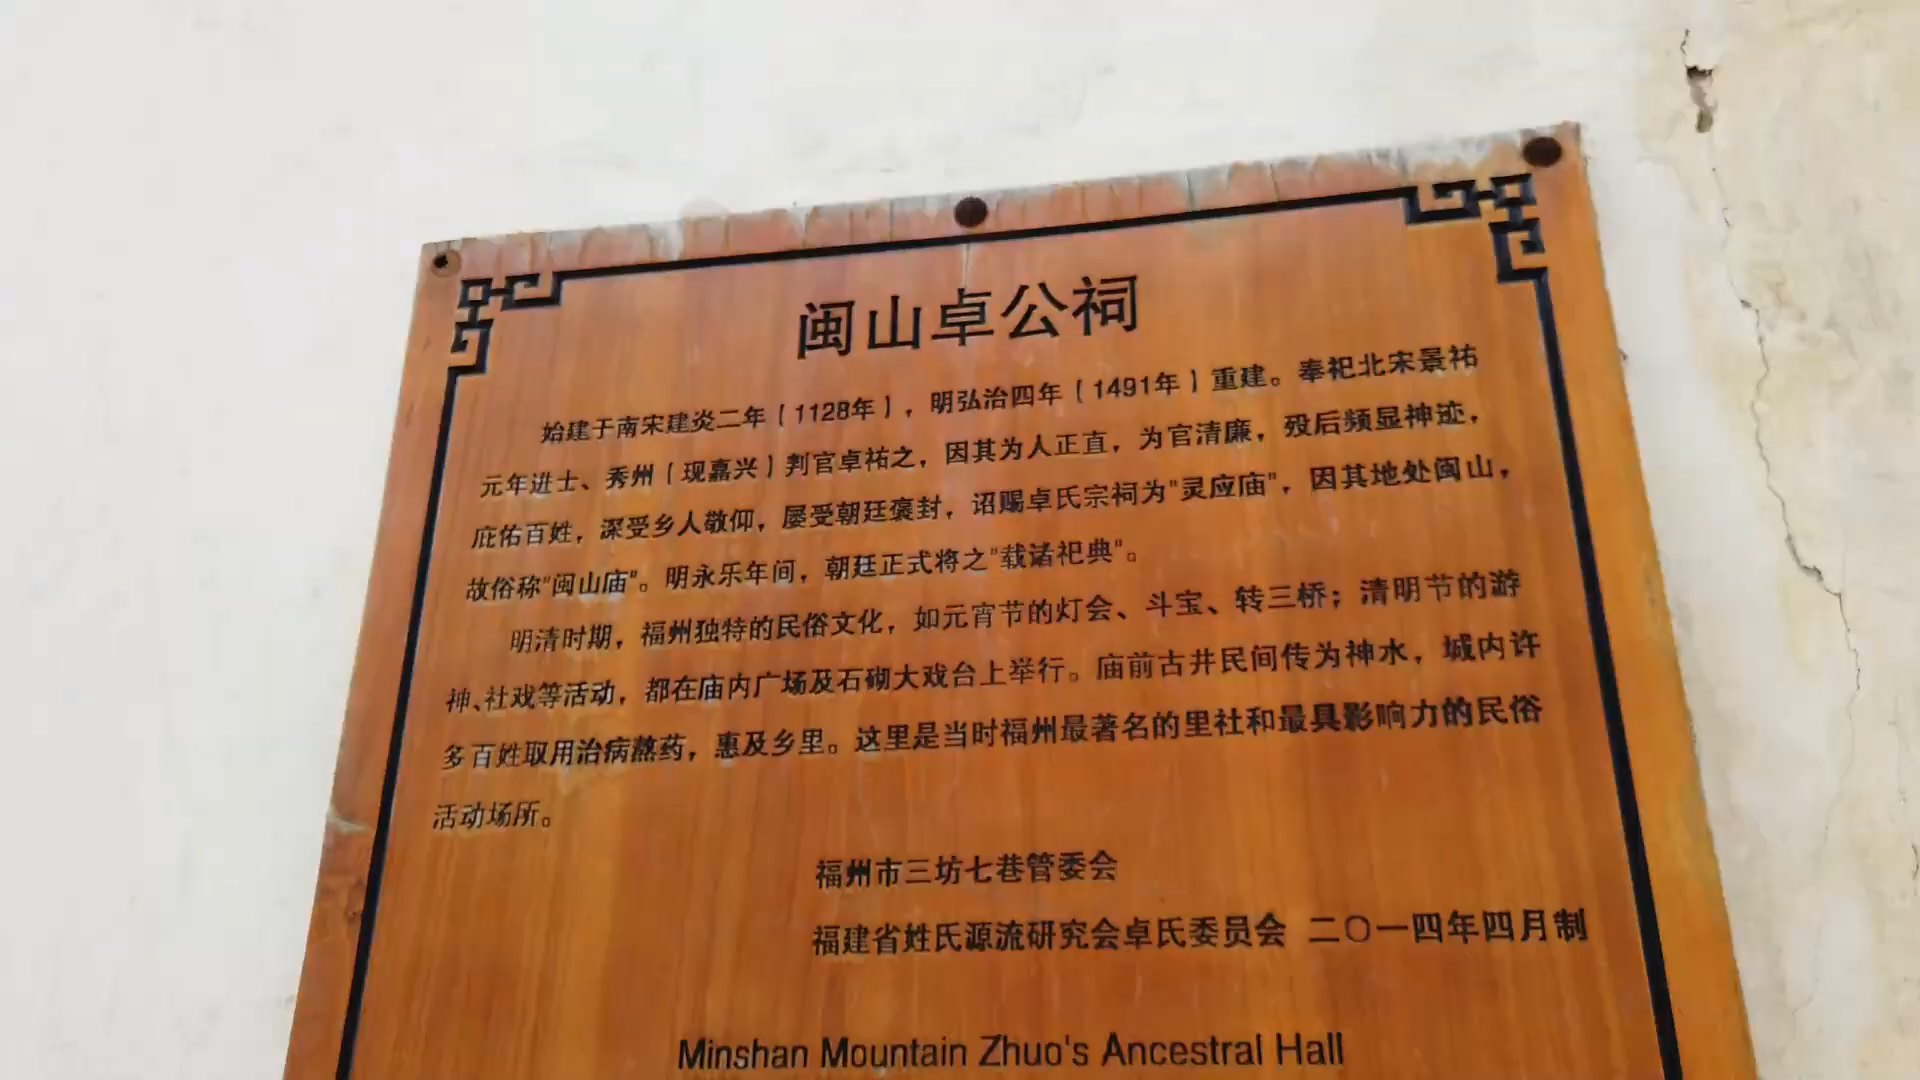 闽山卓公祠
始建于南宋建炎二年（1128年），明弘治四年（1491年）重建。奉祀北宋景祐
元年进士、秀州（现嘉兴）判官卓祐之，因其为人正直，为官清廉，殁后频显神迹，
庇佑百姓，深受乡人敬仰，屡受朝廷褒封，诏赐卓氏宗祠为"灵应庙"，因其地处闽山，
故俗称"闽山庙"。明永乐年间，朝廷正式将之"载诸祀典"。
明清时期，福州独特的民俗文化，如元宵节的灯会、斗宝、转三桥；清明节的游
神、社戏等活动，都在庙内广场及石砌大戏台上举行。庙前古井民间传为神水，城内许
多百姓取用治病熬药，惠及乡里。这里是当时福州最著名的里社和最具影响力的民俗
活动场所。
福州市三坊七巷管委会
福建省姓氏源流研究会卓氏委员会 二〇一四年四月制
Minshan Mountain Zhuo's Ancestral Hall